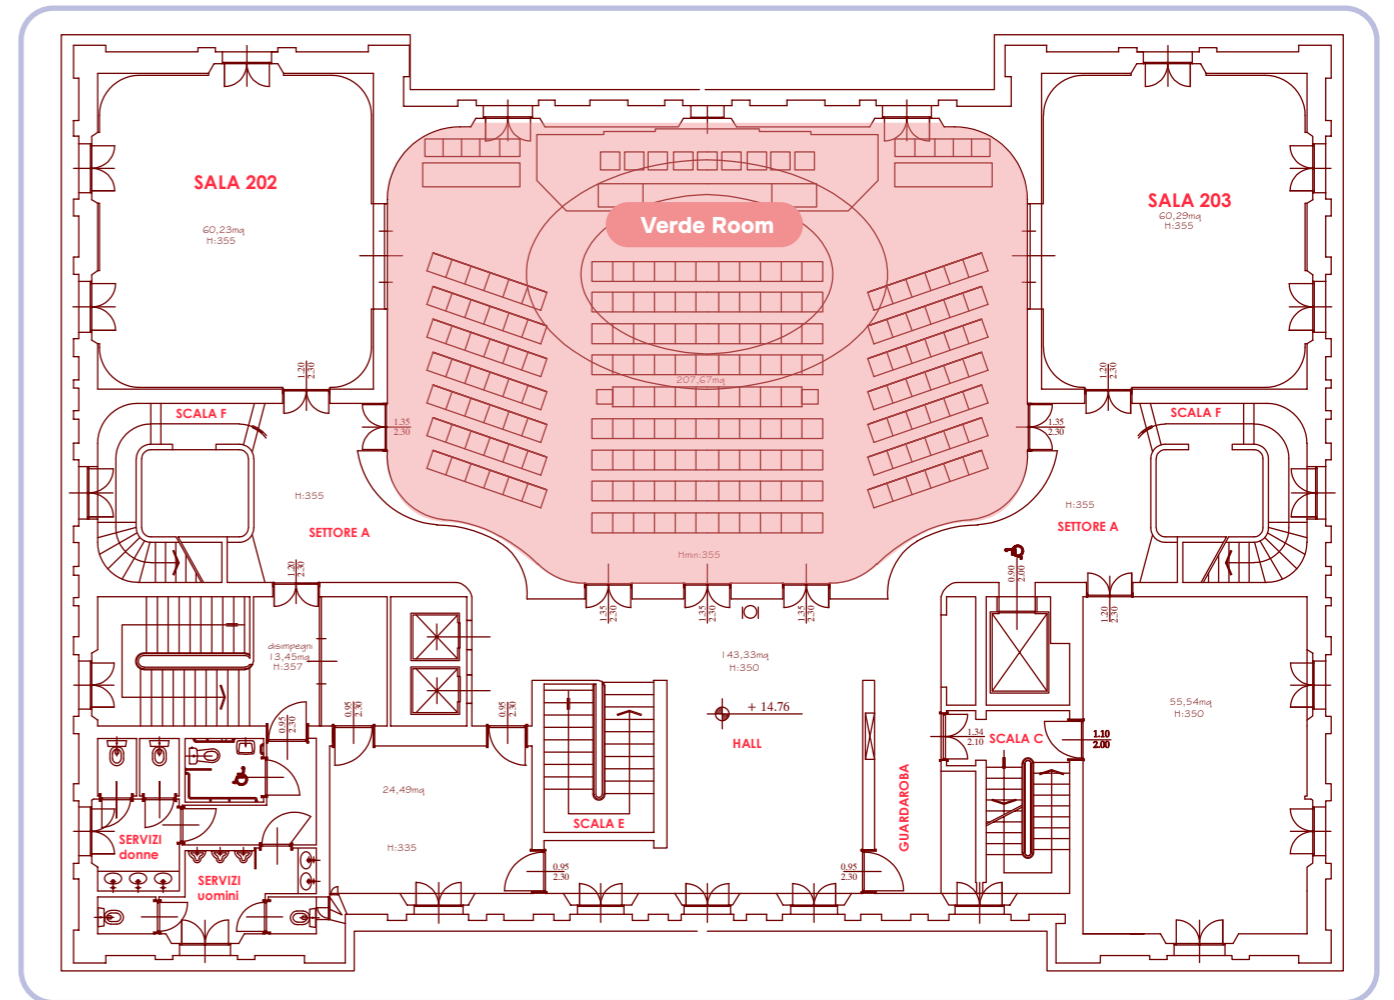 SALA 202
60,23mq
H:355
SALA 203
60,29mq
H:355
Verde Room
207,67mq
Hmin:355
1.20
2.30
1.20
2.30
SCALA F
SCALA F
1.35
2.30
1.35
2.30
H:355
SETTORE A
H:355
SETTORE A
1.20
2.30
0.90
2.00
1.35
2.30
1.35
2.30
1.35
2.30
1.20
2.30
disimpegni
13,45mq
H:357
143,33mq
H:350
+ 14.76
HALL
55,54mq
H:350
0.95
2.30
0.95
2.30
0.95
2.30
1.34
2.10
SCALA C
1.10
2.00
24,49mq
H:335
SCALA E
GUARDAROBA
SERVIZI
donne
SERVIZI
uomini
0.95
2.30
0.95
2.30